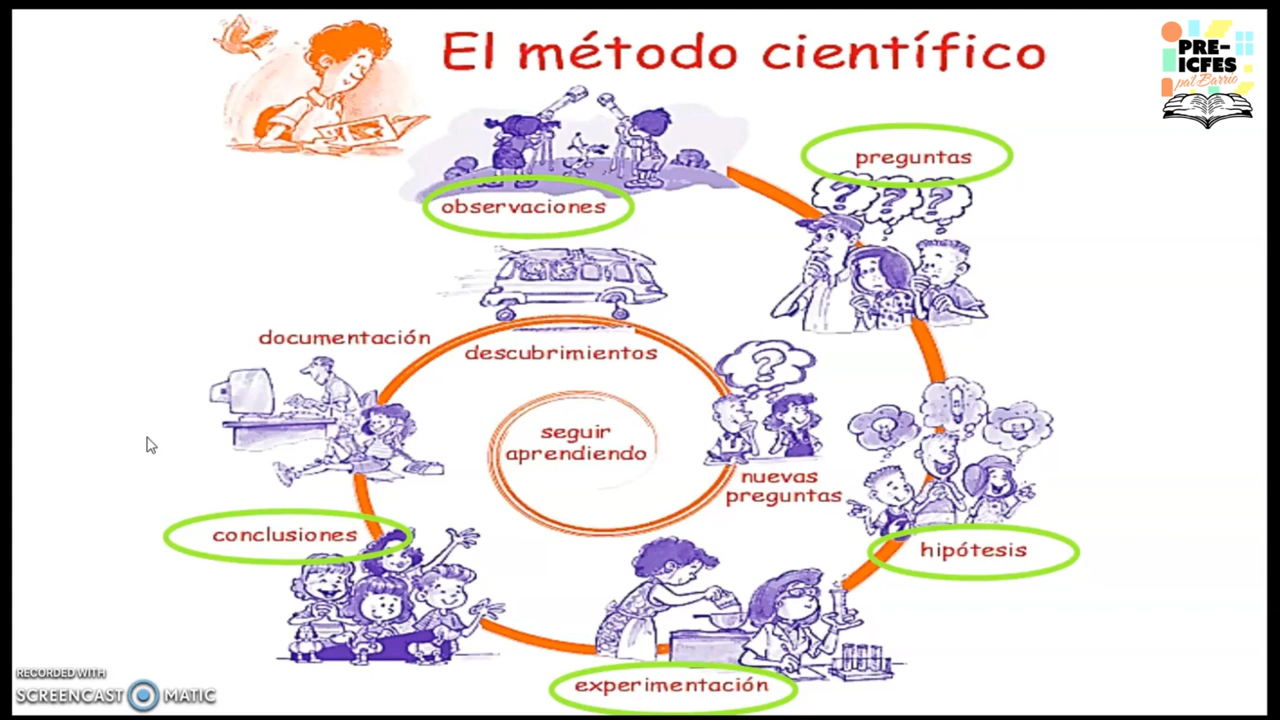 El método científico
PRE-
ICFES
pa'l Barrio
preguntas
observaciones
documentación
descubrimientos
seguir
aprendiendo
nuevas
preguntas
conclusiones
hipótesis
experimentación
RECORDED WITH
SCREENCAST MATIC